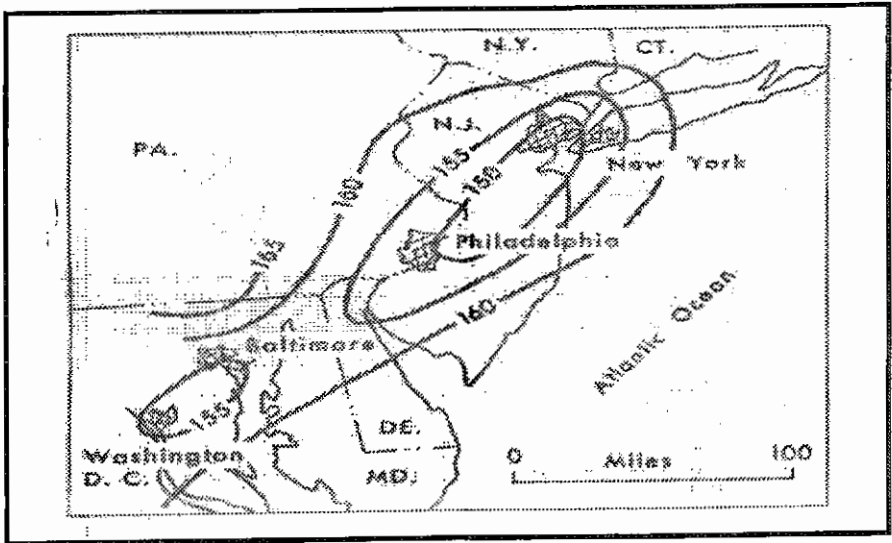 N.Y.
CT.
N.J.
PA.
155
160
150
New York
Philadelphia
165
160
Atlantic Ocean
Baltimore
155
DE.
Washington
D. C.
MD.
0 Miles 100